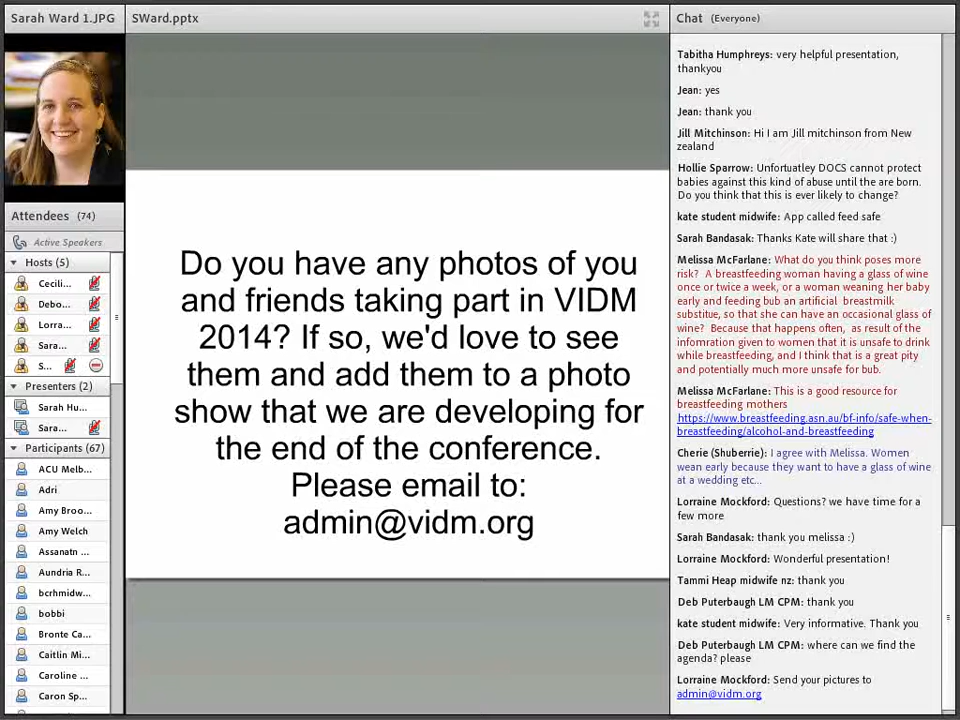 Sarah Ward 1.JPG
SWard.pptx
Chat (Everyone)
Attendees (74)
Active Speakers
Hosts (5)
Cecili...
Debo...
Lorra...
Sara...
S...
Presenters (2)
Sarah Hu...
Sara...
Participants (67)
ACU Melb...
Adri
Amy Broo...
Amy Welch
Assanatn ...
Aundria R...
bcrhmidw...
bobbi
Bronte Ca...
Caitlin Mi...
Caroline ...
Caron Sp...
Do you have any photos of you
and friends taking part in VIDM
2014? If so, we'd love to see
them and add them to a photo
show that we are developing for
the end of the conference.
Please email to:
admin@vidm.org
Tabitha Humphreys: very helpful presentation,
thankyou
Jean: yes
Jean: thank you
Jill Mitchinson: Hi I am Jill mitchinson from New
zealand
Hollie Sparrow: Unfortuatley DOCS cannot protect
babies against this kind of abuse until the are born.
Do you think that this is ever likely to change?
kate student midwife: App called feed safe
Sarah Bandasak: Thanks Kate will share that :)
Melissa McFarlane: What do you think poses more
risk? A breastfeeding woman having a glass of wine
once or twice a week, or a woman weaning her baby
early and feeding bub an artificial breastmilk
substitue, so that she can have an occasional glass of
wine? Because that happens often, as result of the
infomration given to women that it is unsafe to drink
while breastfeeding, and I think that is a great pity
and potentially much more unsafe for bub.
Melissa McFarlane: This is a good resource for
breastfeeding mothers
https://www.breastfeeding.asn.au/bf-info/safe-when-
breastfeeding/alcohol-and-breastfeeding
Cherie (Shuberrie): I agree with Melissa. Women
wean early because they want to have a glass of wine
at a wedding etc...
Lorraine Mockford: Questions? we have time for a
few more
Sarah Bandasak: thank you melissa :)
Lorraine Mockford: Wonderful presentation!
Tammi Heap midwife nz: thank you
Deb Puterbaugh LM CPM: thank you
kate student midwife: Very informative. Thank you
Deb Puterbaugh LM CPM: where can we find the
agenda? please
Lorraine Mockford: Send your pictures to
admin@vidm.org